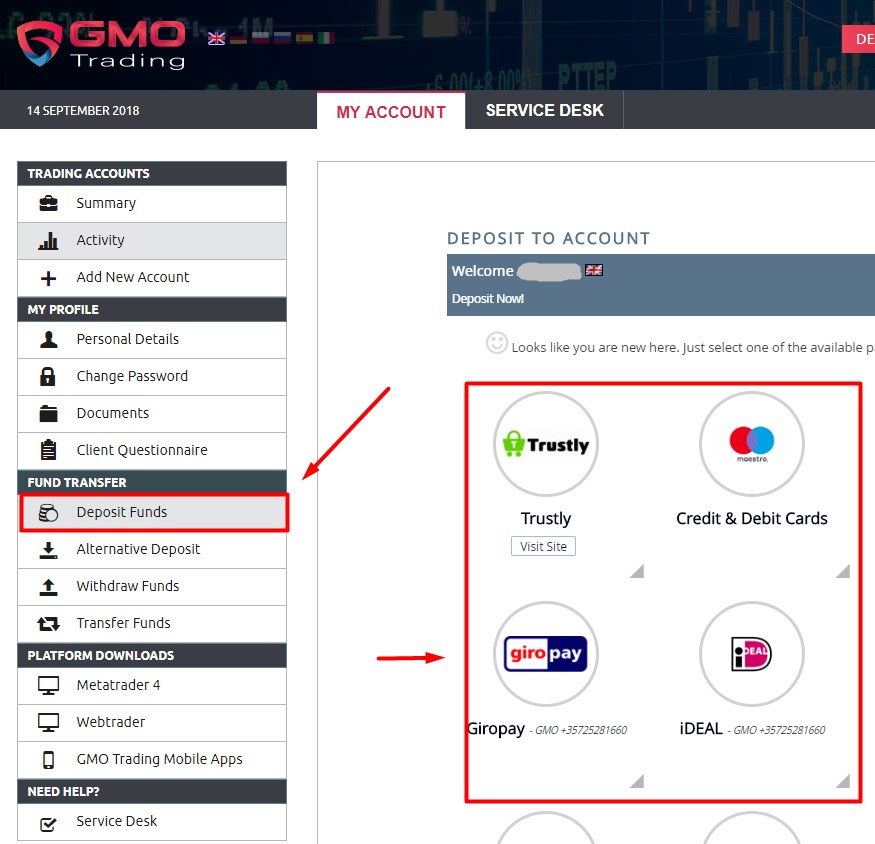 GMO
Trading
DE
14 SEPTEMBER 2018
MY ACCOUNT
SERVICE DESK
TRADING ACCOUNTS
Summary
Activity
Add New Account
MY PROFILE
Personal Details
Change Password
Documents
Client Questionnaire
FUND TRANSFER
Deposit Funds
Alternative Deposit
Withdraw Funds
Transfer Funds
PLATFORM DOWNLOADS
Metatrader 4
Webtrader
GMO Trading Mobile Apps
NEED HELP?
Service Desk
DEPOSIT TO ACCOUNT
Welcome
Deposit Now!
Looks like you are new here. Just select one of the available p
Trustly
maestro
Trustly
Credit & Debit Cards
Visit Site
giropay
iDEAL
Giropay - GMO +35725281660
iDEAL - GMO +35725281660